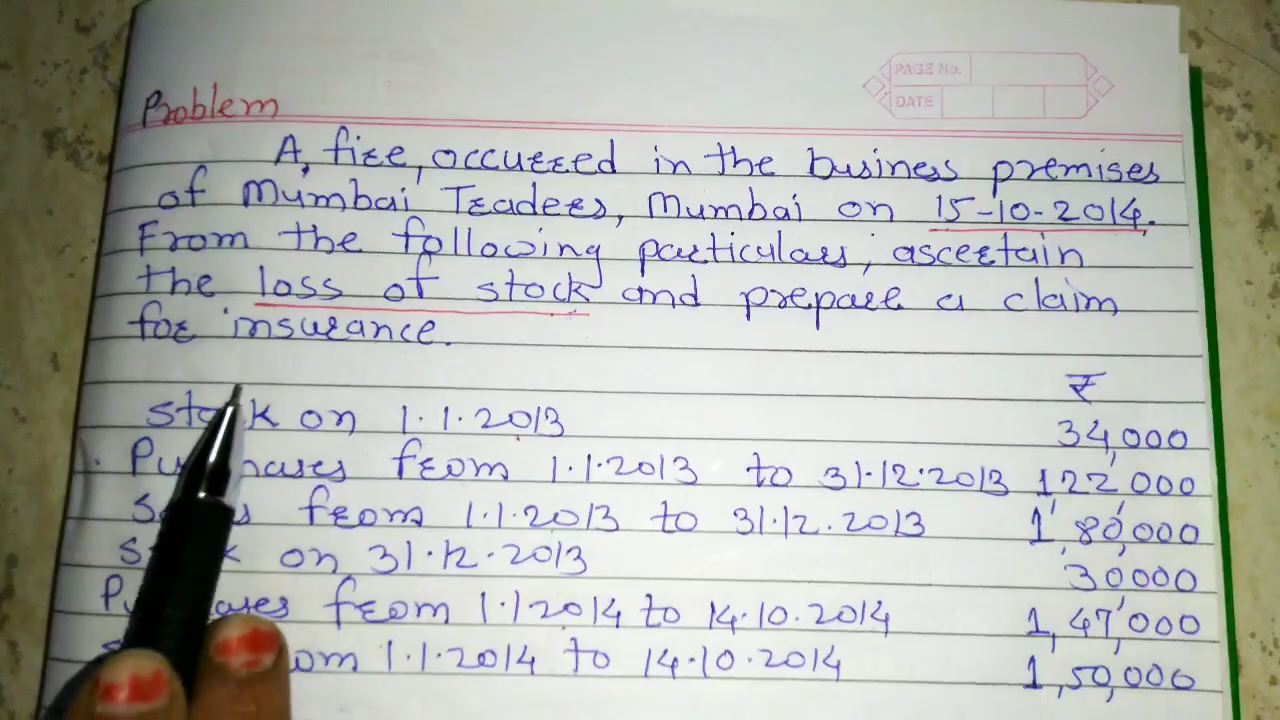 PAGE No.
DATE
Problem
A fire, occurred in the business premises
of Mumbai Traders, Mumbai on 15-10-2014.
From the following particulars, ascertain
the loss of stock and prepare a claim
for insurance.
₹
on 1.1.2013 34,000
from 1.1.2013 to 31.12.2013 1,22,000
from 1.1.2013 to 31.12.2013 1,80,000
on 31.12.2013 30000
from 1.1.2014 to 14.10.2014 1,47,000
1.1.2014 to 14.10.2014 1,50,000